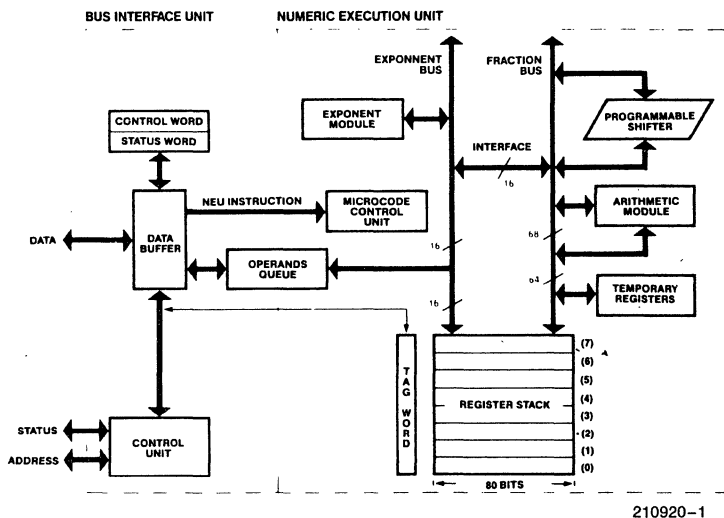 BUS INTERFACE UNIT
NUMERIC EXECUTION UNIT
EXPONNENT
BUS
FRACTION
BUS
CONTROL WORD
STATUS WORD
EXPONENT
MODULE
PROGRAMMABLE
SHIFTER
INTERFACE
16
NEU INSTRUCTION
MICROCODE
CONTROL
UNIT
ARITHMETIC
MODULE
DATA
DATA
BUFFER
OPERANDS
QUEUE
16
68
64
TEMPORARY
REGISTERS
16
TAG WORD
REGISTER STACK
(7)
(6)
(5)
(4)
(3)
(2)
(1)
(0)
STATUS
ADDRESS
CONTROL
UNIT
80 BITS
210920–1